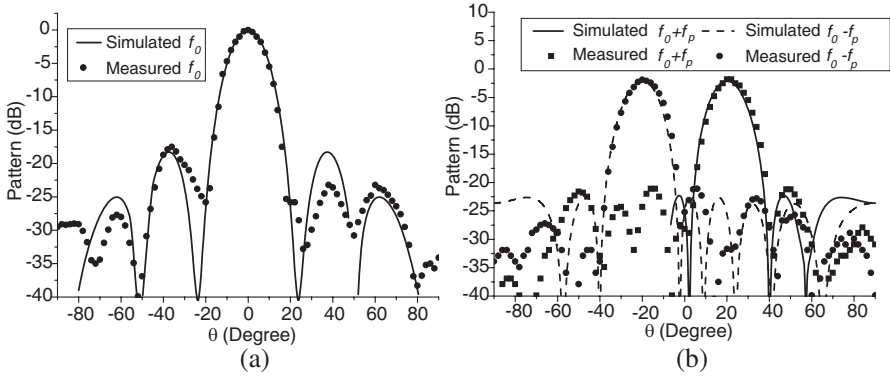 0
-5
-10
-15
-20
-25
-30
-35
-40
Pattern (dB)
Simulated f0
Measured f0
-80 -60 -40 -20 0 20 40 60 80
θ (Degree)
(a)
10
5
0
-5
-10
-15
-20
-25
-30
-35
-40
Pattern (dB)
Simulated f0+fp Simulated f0-fp
Measured f0+fp Measured f0-fp
-80 -60 -40 -20 0 20 40 60 80
θ (Degree)
(b)